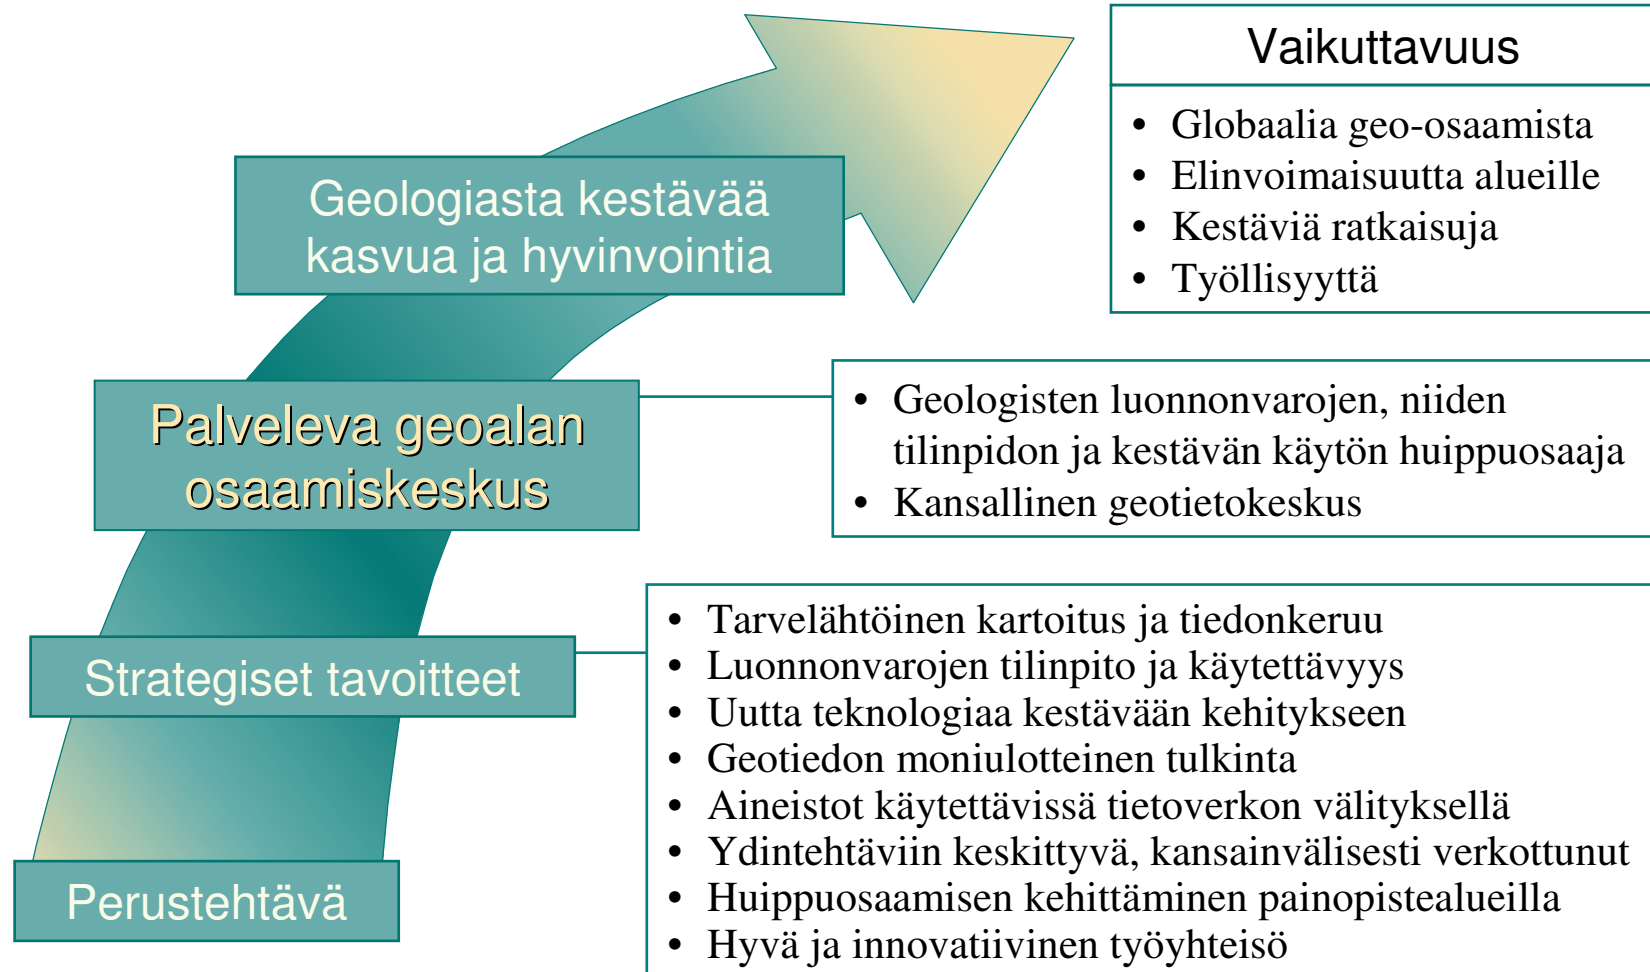 Vaikuttavuus
• Globaalia geo-osaamista
• Elinvoimaisuutta alueille
• Kestäviä ratkaisuja
• Työllisyyttä
Geologiasta kestävää
kasvua ja hyvinvointia
Palveleva geoalan
osaamiskeskus
• Geologisten luonnonvarojen, niiden
tilinpidon ja kestävän käytön huippuosaaja
• Kansallinen geotietokeskus
Strategiset tavoitteet
• Tarvelähtöinen kartoitus ja tiedonkeruu
• Luonnonvarojen tilinpito ja käytettävyys
• Uutta teknologiaa kestävään kehitykseen
• Geotiedon moniulotteinen tulkinta
• Aineistot käytettävissä tietoverkon välityksellä
• Ydintehtäviin keskittyvä, kansainvälisesti verkottunut
• Huippuosaamisen kehittäminen painopistealueilla
• Hyvä ja innovatiivinen työyhteisö
Perustehtävä